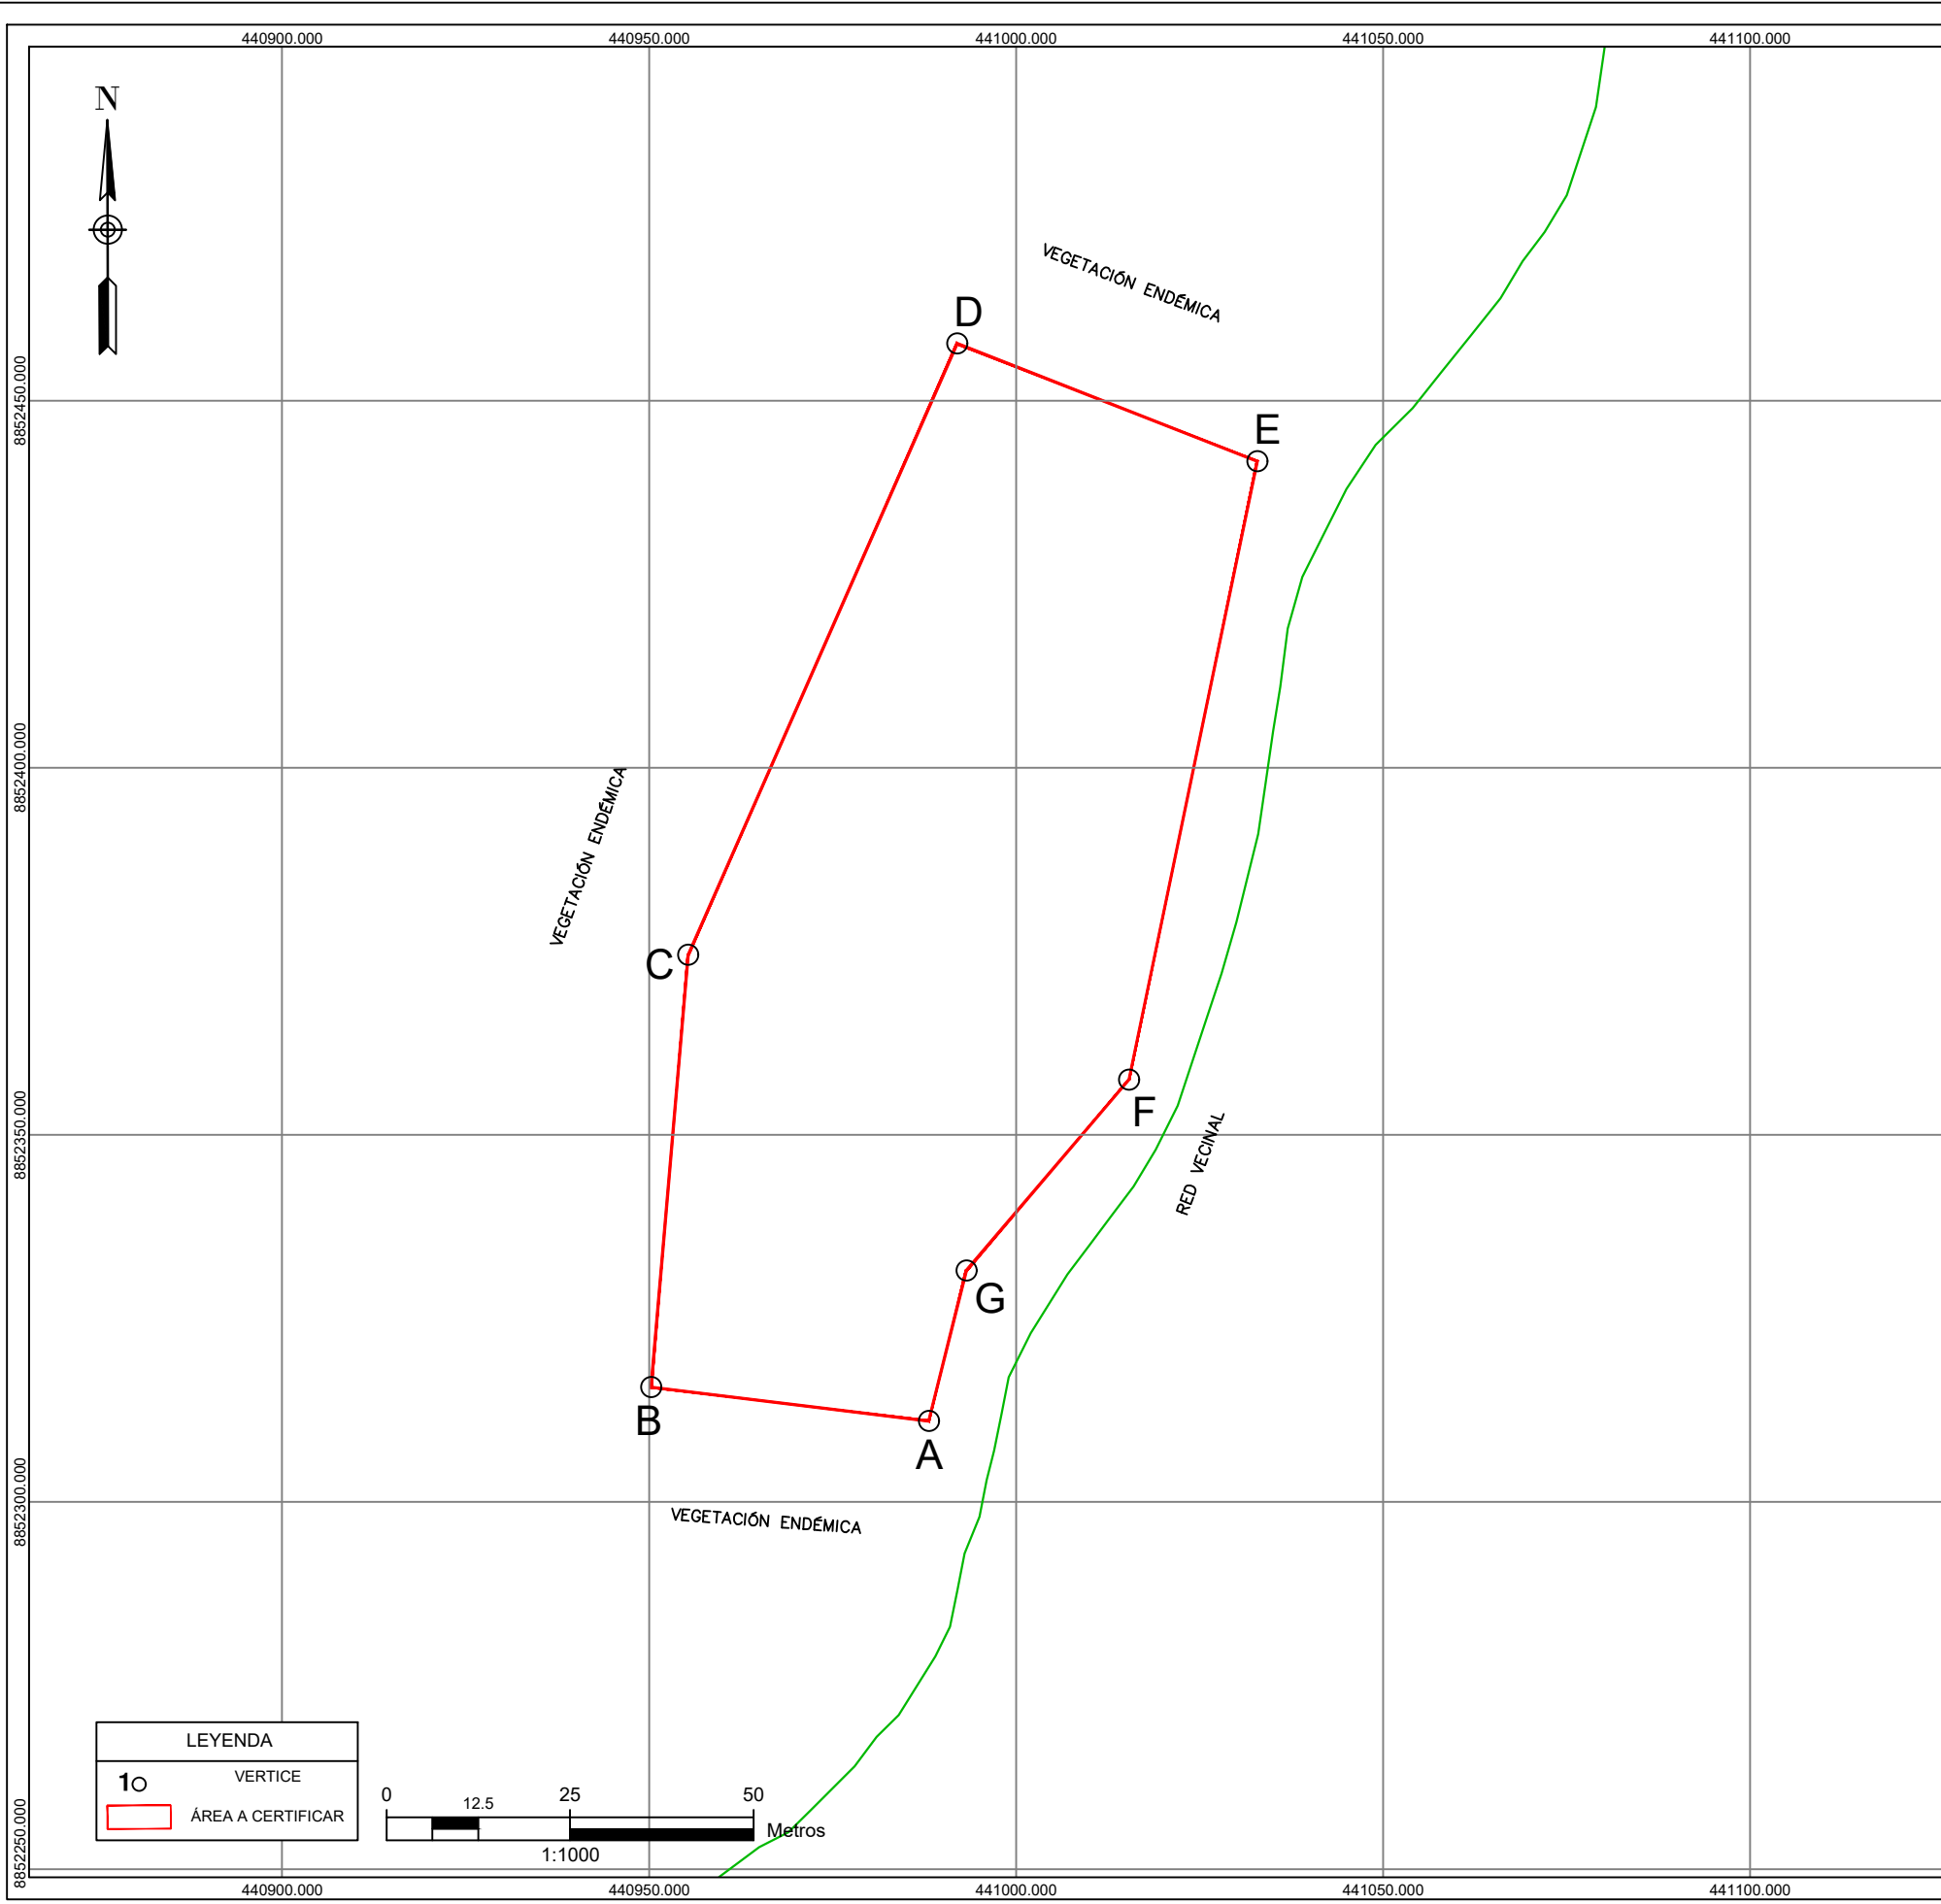 440900.000
440950.000
441000.000
441050.000
441100.000
N
VEGETACIÓN ENDÉMICA
D
8852450.000
E
8852400.000
VEGETACIÓN ENDÉMICA
C
F
8852350.000
RED VECINAL
G
B
A
8852300.000
VEGETACIÓN ENDÉMICA
LEYENDA
1 VERTICE
ÁREA A CERTIFICAR
0 12.5 25 50
Metros
1:1000
8852250.000
440900.000
440950.000
441000.000
441050.000
441100.000